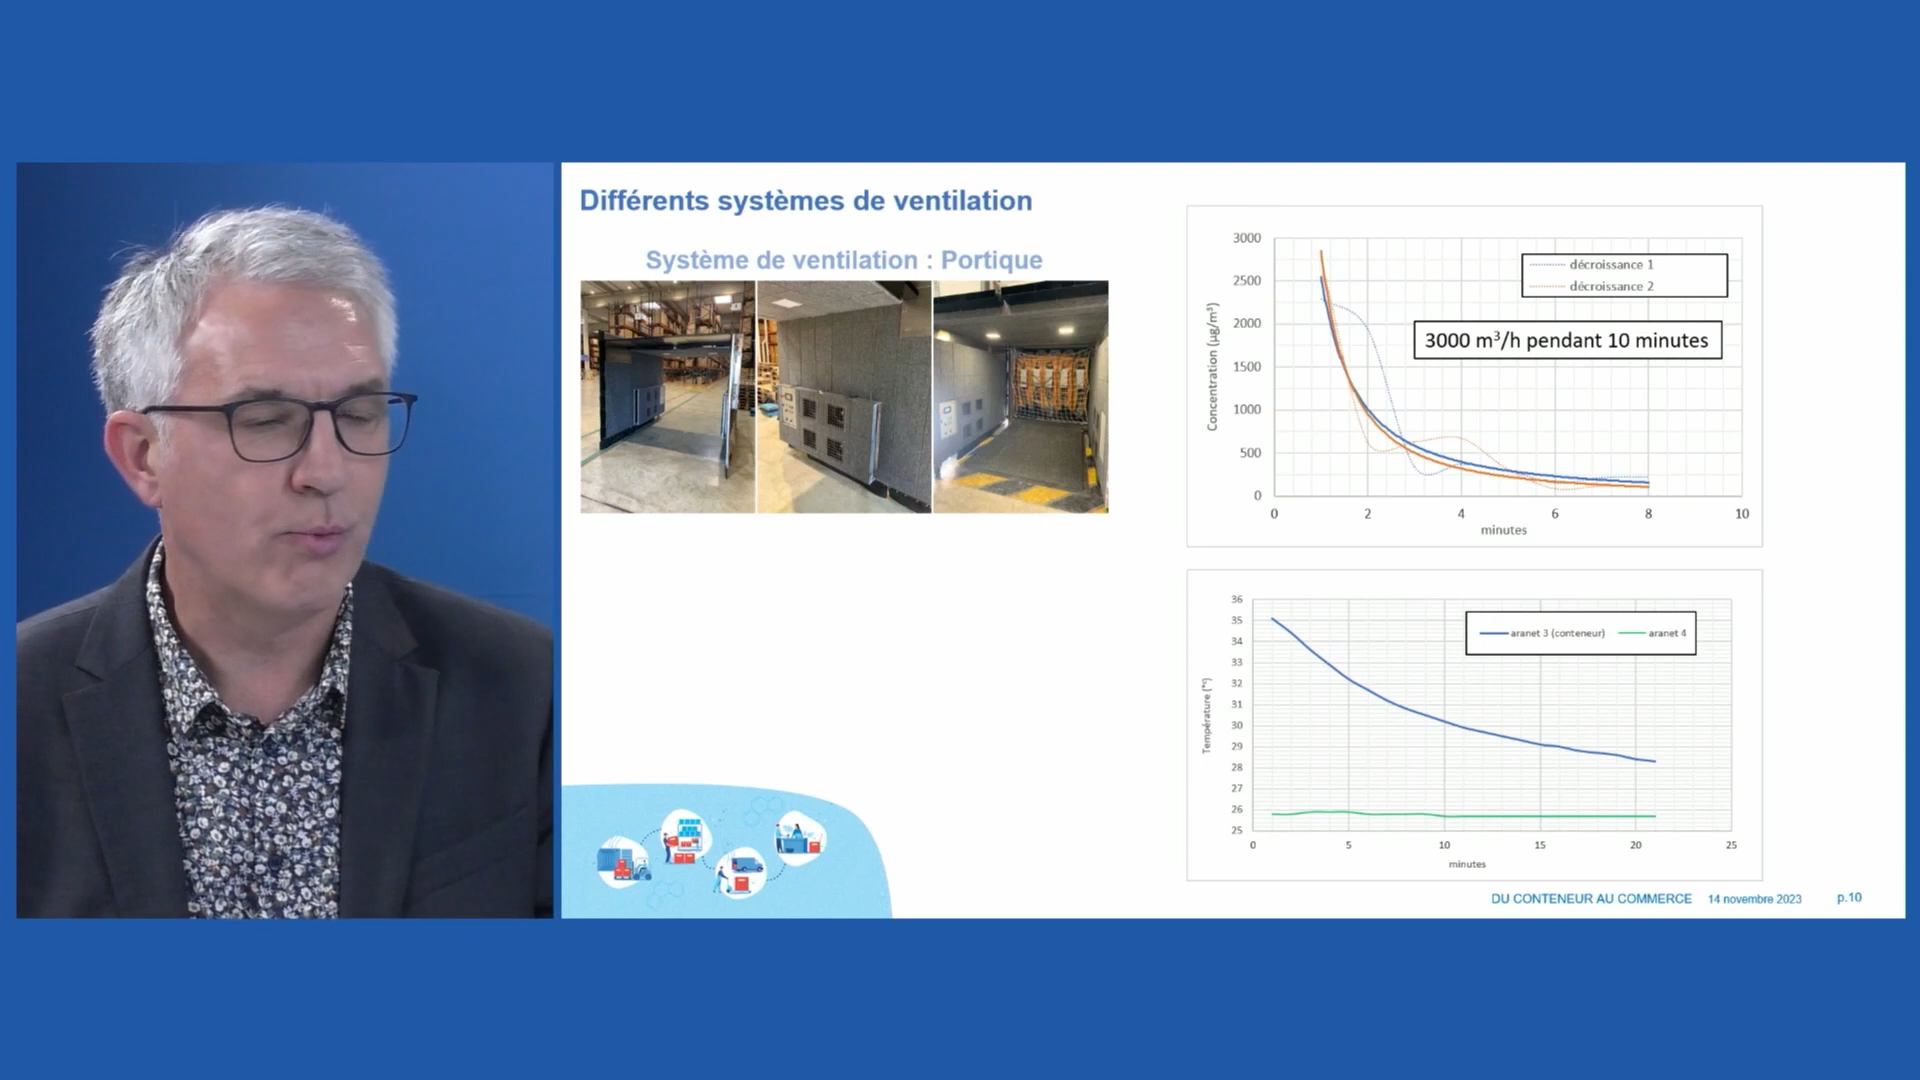 Différents systèmes de ventilation
Système de ventilation : Portique
3000
2500
2000
1500
1000
500
0
Concentration (µg/m³)
décroissance 1
décroissance 2
3000 m³/h pendant 10 minutes
0 2 4 6 8 10
minutes
36
35
34
33
32
31
30
29
28
27
26
25
Température (°c)
aranet 3 (conteneur) aranet 4
0 5 10 15 20 25
minutes
DU CONTENEUR AU COMMERCE 14 novembre 2023 p.10